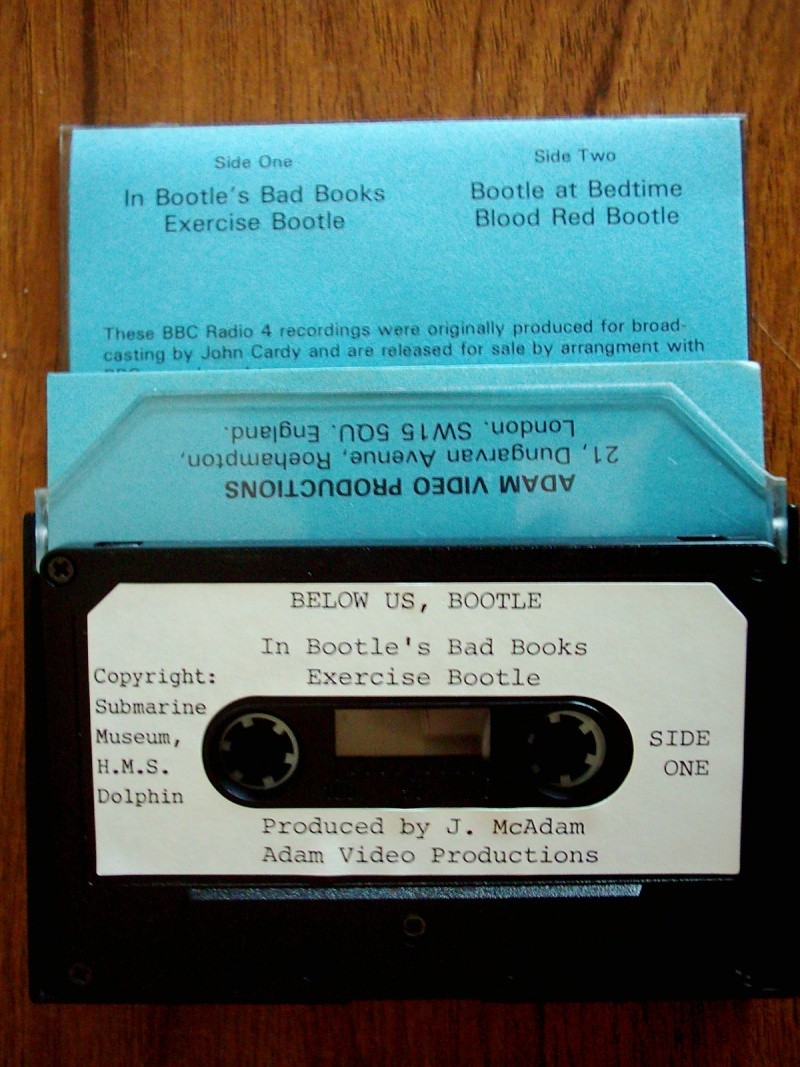 Side One
In Bootle's Bad Books
Exercise Bootle
Side Two
Bootle at Bedtime
Blood Red Bootle
These BBC Radio 4 recordings were originally produced for broad-
casting by John Cardy and are released for sale by arrangment with
ADAM VIDEO PRODUCTIONS
21, Dungarvan Avenue, Roehampton,
London. SW15 5QU. England.
BELOW US, BOOTLE
In Bootle's Bad Books
Exercise Bootle
Copyright:
Submarine
Museum,
H.M.S.
Dolphin
SIDE
ONE
Produced by J. McAdam
Adam Video Productions